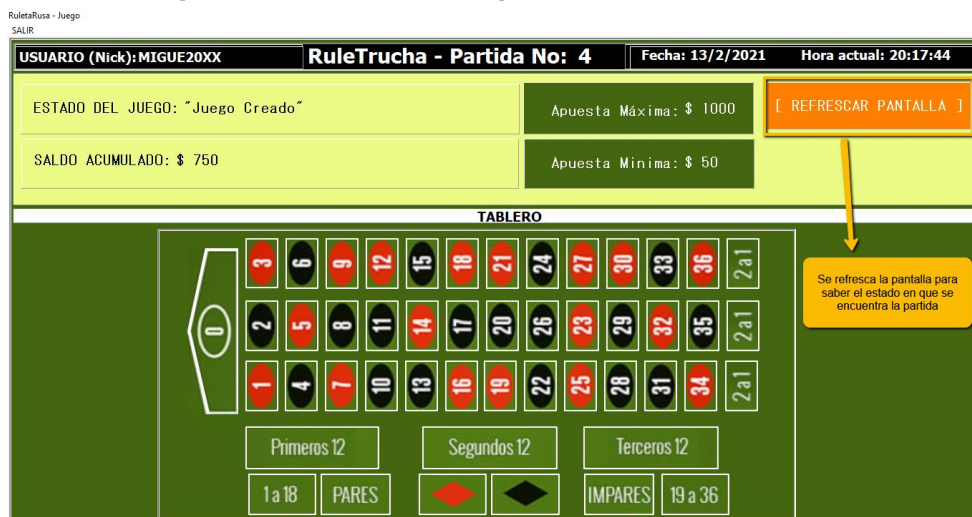 RuletaRusa - Juego
SALIR
USUARIO (Nick): MIGUE20XX RuleTrucha - Partida No: 4 Fecha: 13/2/2021 Hora actual: 20:17:44
ESTADO DEL JUEGO: "Juego Creado" Apuesta Máxima: $ 1000 [ REFRESCAR PANTALLA ]
SALDO ACUMULADO: $ 750 Apuesta Minima: $ 50
TABLERO
3 6 9 12 15 18 21 24 27 30 33 36 2a1
0 2 5 8 11 14 17 20 26 23 29 32 35 2a1
1 4 7 10 13 16 19 22 25 28 31 34 2a1
Primeros 12 Segundos 12 Terceros 12
1 a 18 PARES IMPARES 19 a 36
Se refresca la pantalla para
saber el estado en que se
encuentra la partida